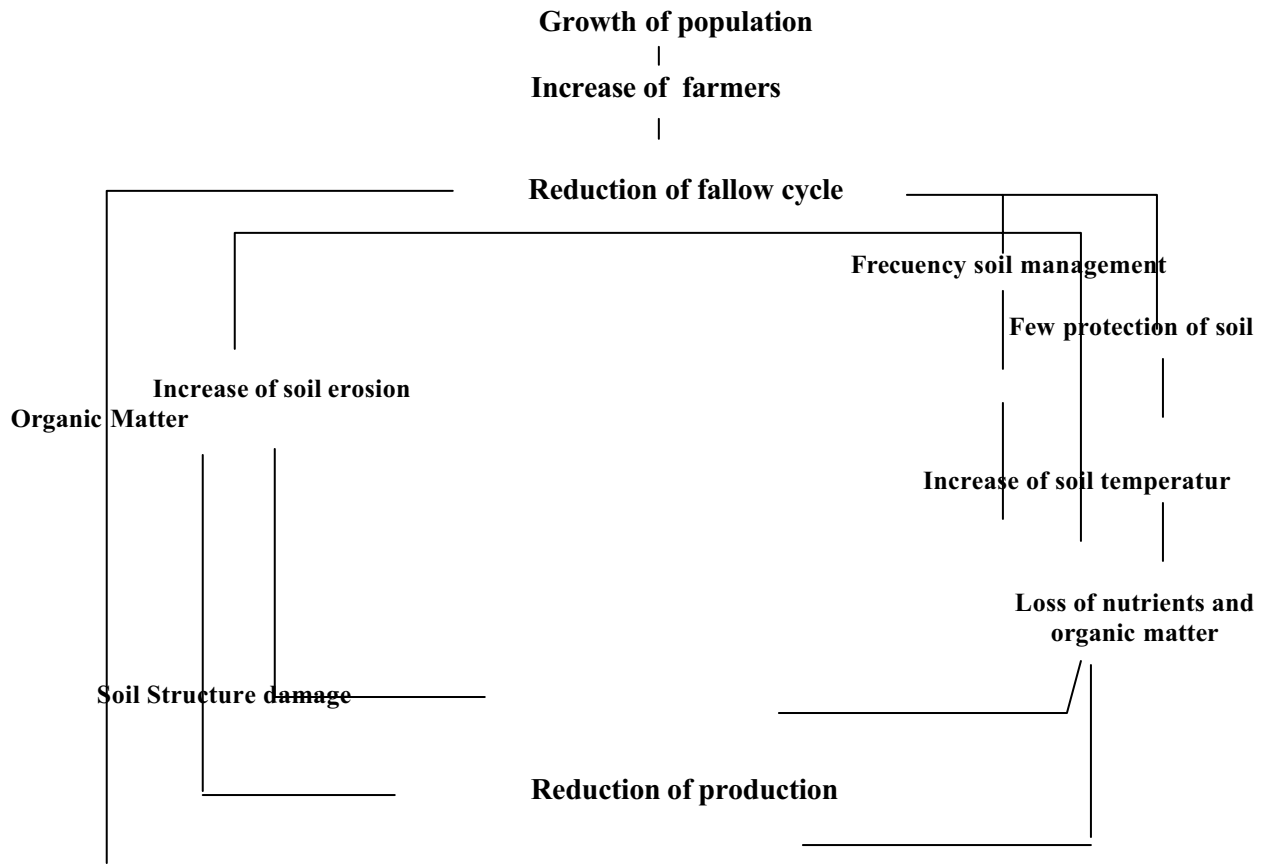 Growth of population
Increase of farmers
Reduction of fallow cycle
Frecuency soil management
Few protection of soil
Increase of soil erosion
Organic Matter
Increase of soil temperatur
Loss of nutrients and
organic matter
Soil Structure damage
Reduction of production